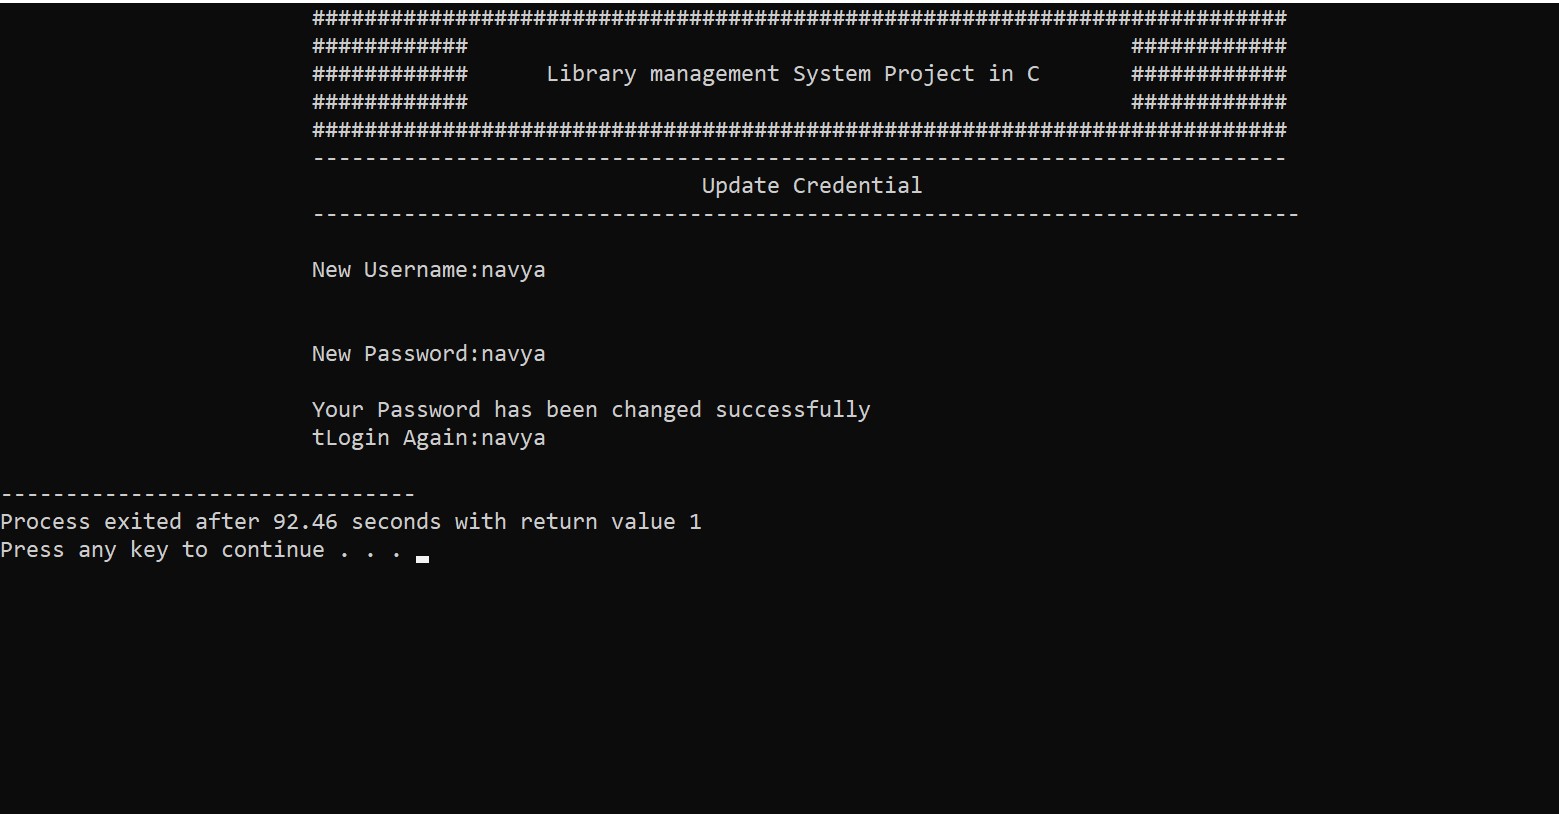 ###########################################################################
############                                                   ############
############      Library management System Project in C       ############
############                                                   ############
###########################################################################
---------------------------------------------------------------------------
Update Credential
----------------------------------------------------------------------------
New Username:navya
New Password:navya
Your Password has been changed successfully
tLogin Again:navya
--------------------------------
Process exited after 92.46 seconds with return value 1
Press any key to continue . . .